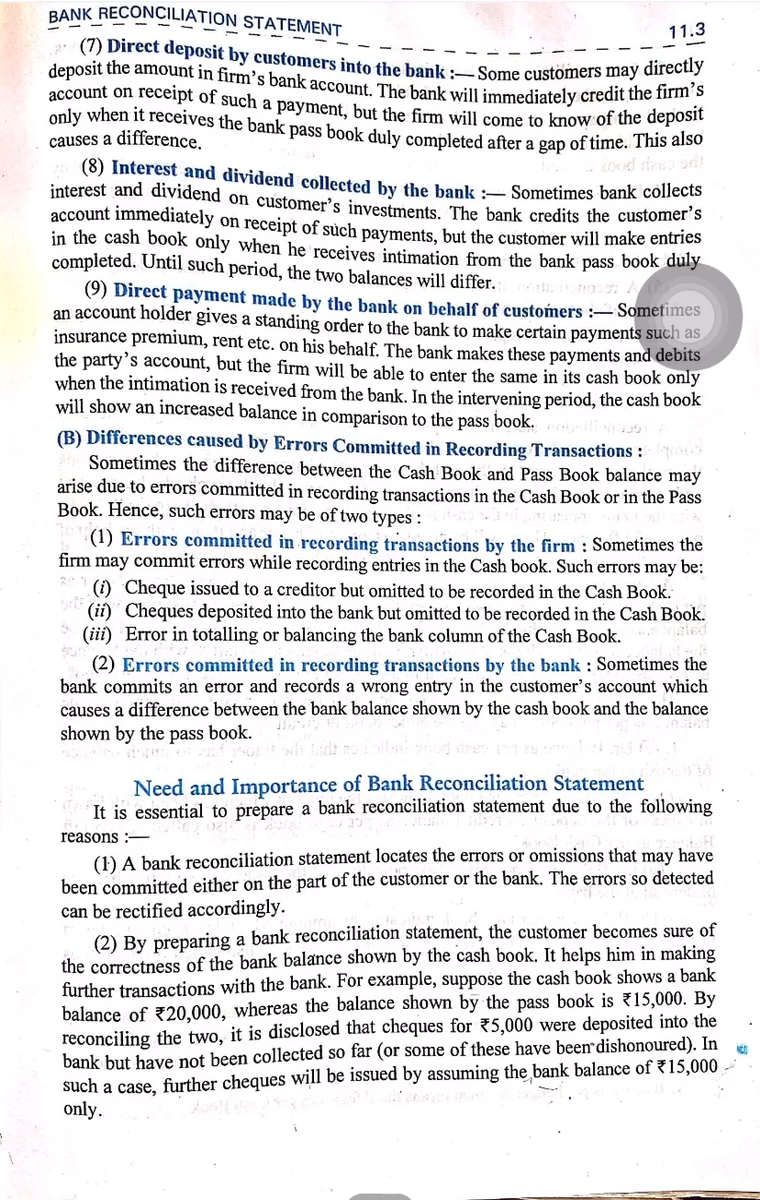 BANK RECONCILIATION STATEMENT 11.3
(7) Direct deposit by customers into the bank :— Some customers may directly
deposit the amount in firm's bank account. The bank will immediately credit the firm's
account on receipt of such a payment, but the firm will come to know of the deposit
only when it receives the bank pass book duly completed after a gap of time. This also
causes a difference.
(8) Interest and dividend collected by the bank :— Sometimes bank collects
interest and dividend on customer's investments. The bank credits the customer's
account immediately on receipt of such payments, but the customer will make entries
in the cash book only when he receives intimation from the bank pass book duly
completed. Until such period, the two balances will differ.
(9) Direct payment made by the bank on behalf of customers :— Sometimes
an account holder gives a standing order to the bank to make certain payments such as
insurance premium, rent etc. on his behalf. The bank makes these payments and debits
the party's account, but the firm will be able to enter the same in its cash book only
when the intimation is received from the bank. In the intervening period, the cash book
will show an increased balance in comparison to the pass book.
(B) Differences caused by Errors Committed in Recording Transactions :
Sometimes the difference between the Cash Book and Pass Book balance may
arise due to errors committed in recording transactions in the Cash Book or in the Pass
Book. Hence, such errors may be of two types :
(1) Errors committed in recording transactions by the firm : Sometimes the
firm may commit errors while recording entries in the Cash book. Such errors may be:
(i) Cheque issued to a creditor but omitted to be recorded in the Cash Book.
(ii) Cheques deposited into the bank but omitted to be recorded in the Cash Book.
(iii) Error in totalling or balancing the bank column of the Cash Book.
(2) Errors committed in recording transactions by the bank : Sometimes the
bank commits an error and records a wrong entry in the customer's account which
causes a difference between the bank balance shown by the cash book and the balance
shown by the pass book.
Need and Importance of Bank Reconciliation Statement
It is essential to prepare a bank reconciliation statement due to the following
reasons :—
(1) A bank reconciliation statement locates the errors or omissions that may have
been committed either on the part of the customer or the bank. The errors so detected
can be rectified accordingly.
(2) By preparing a bank reconciliation statement, the customer becomes sure of
the correctness of the bank balance shown by the cash book. It helps him in making
further transactions with the bank. For example, suppose the cash book shows a bank
balance of ₹20,000, whereas the balance shown by the pass book is ₹15,000. By
reconciling the two, it is disclosed that cheques for ₹5,000 were deposited into the
bank but have not been collected so far (or some of these have been dishonoured). In
such a case, further cheques will be issued by assuming the bank balance of ₹15,000
only.